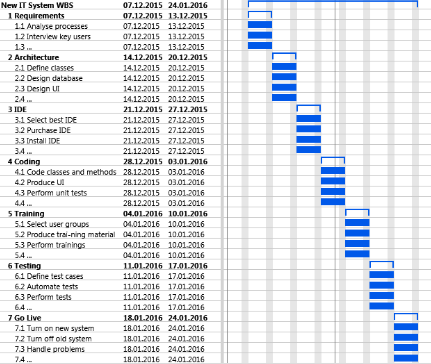 New IT System WBS 07.12.2015 24.01.2016
1 Requirements 07.12.2015 13.12.2015
1.1 Analyse processes 07.12.2015 13.12.2015
1.2 Interview key users 07.12.2015 13.12.2015
1.3 ... 07.12.2015 13.12.2015
2 Architecture 14.12.2015 20.12.2015
2.1 Define classes 14.12.2015 20.12.2015
2.2 Design database 14.12.2015 20.12.2015
2.3 Design UI 14.12.2015 20.12.2015
2.4 ... 14.12.2015 20.12.2015
3 IDE 21.12.2015 27.12.2015
3.1 Select best IDE 21.12.2015 27.12.2015
3.2 Purchase IDE 21.12.2015 27.12.2015
3.3 Install IDE 21.12.2015 27.12.2015
3.4 ... 21.12.2015 27.12.2015
4 Coding 28.12.2015 03.01.2016
4.1 Code classes and methods 28.12.2015 03.01.2016
4.2 Produce UI 28.12.2015 03.01.2016
4.3 Perform unit tests 28.12.2015 03.01.2016
4.4 ... 28.12.2015 03.01.2016
5 Training 04.01.2016 10.01.2016
5.1 Select user groups 04.01.2016 10.01.2016
5.2 Produce trai-ning material 04.01.2016 10.01.2016
5.3 Perform trainings 04.01.2016 10.01.2016
5.4 ... 04.01.2016 10.01.2016
6 Testing 11.01.2016 17.01.2016
6.1 Define test cases 11.01.2016 17.01.2016
6.2 Automate tests 11.01.2016 17.01.2016
6.3 Perform tests 11.01.2016 17.01.2016
6.4 ... 11.01.2016 17.01.2016
7 Go Live 18.01.2016 24.01.2016
7.1 Turn on new system 18.01.2016 24.01.2016
7.2 Turn off old system 18.01.2016 24.01.2016
7.3 Handle problems 18.01.2016 24.01.2016
7.4 ... 18.01.2016 24.01.2016